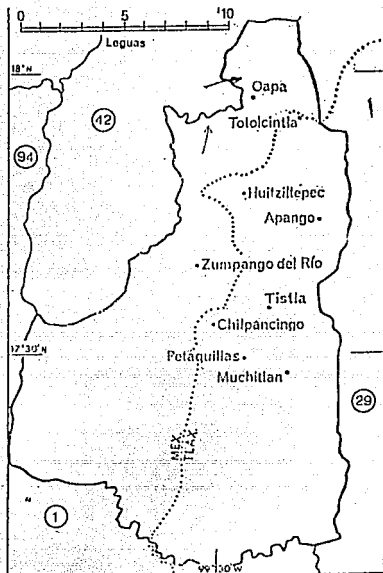 0 5 10
Leguas
18°N
Oapa
42
Tololcintla
94
Huitziltepec
Apango
Zumpango del Río
Tistla
Chilpancingo
17°30'N
Petaquillas
Muchitlan
29
MEX.
TLAX.
1
99°30'W